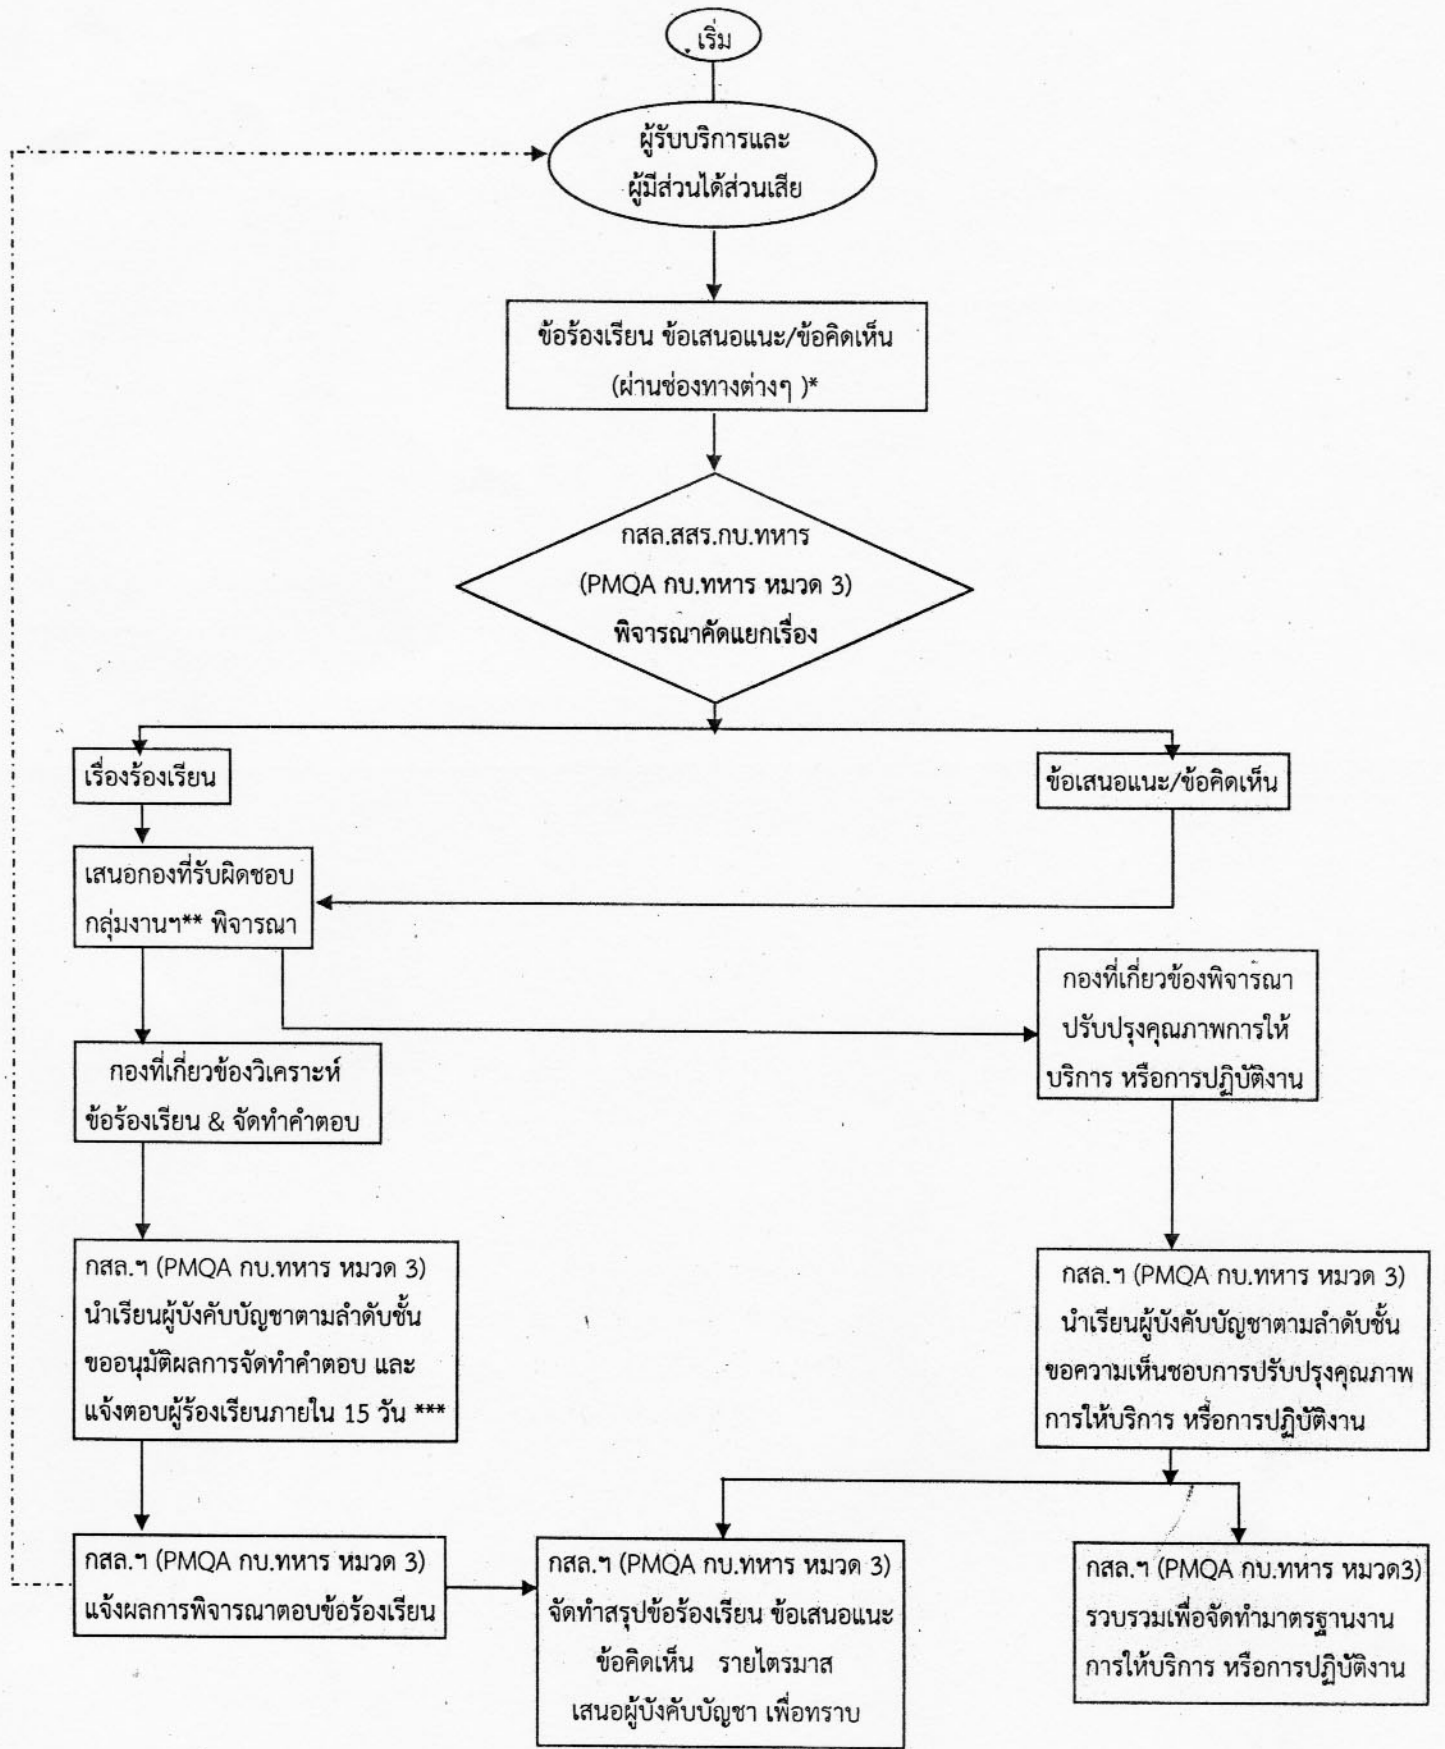 เริ่ม
ผู้รับบริการและ
ผู้มีส่วนได้ส่วนเสีย
ข้อร้องเรียน ข้อเสนอแนะ/ข้อคิดเห็น
(ผ่านช่องทางต่างๆ )*
กสล.สสร.กบ.ทหาร
(PMQA กบ.ทหาร หมวด 3)
พิจารณาคัดแยกเรื่อง
เรื่องร้องเรียน
ข้อเสนอแนะ/ข้อคิดเห็น
เสนอกองที่รับผิดชอบ
กลุ่มงานฯ** พิจารณา
กองที่เกี่ยวข้องพิจารณา
ปรับปรุงคุณภาพการให้
บริการ หรือการปฏิบัติงาน
กองที่เกี่ยวข้องวิเคราะห์
ข้อร้องเรียน & จัดทำคำตอบ
กสล.ฯ (PMQA กบ.ทหาร หมวด 3)
นำเรียนผู้บังคับบัญชาตามลำดับชั้น
ขออนุมัติผลการจัดทำคำตอบ และ
แจ้งตอบผู้ร้องเรียนภายใน 15 วัน ***
กสล.ฯ (PMQA กบ.ทหาร หมวด 3)
นำเรียนผู้บังคับบัญชาตามลำดับชั้น
ขอความเห็นชอบการปรับปรุงคุณภาพ
การให้บริการ หรือการปฏิบัติงาน
กสล.ฯ (PMQA กบ.ทหาร หมวด 3)
แจ้งผลการพิจารณาตอบข้อร้องเรียน
กสล.ฯ (PMQA กบ.ทหาร หมวด 3)
จัดทำสรุปข้อร้องเรียน ข้อเสนอแนะ
ข้อคิดเห็น รายไตรมาส
เสนอผู้บังคับบัญชา เพื่อทราบ
กสล.ฯ (PMQA กบ.ทหาร หมวด3)
รวบรวมเพื่อจัดทำมาตรฐานงาน
การให้บริการ หรือการปฏิบัติงาน